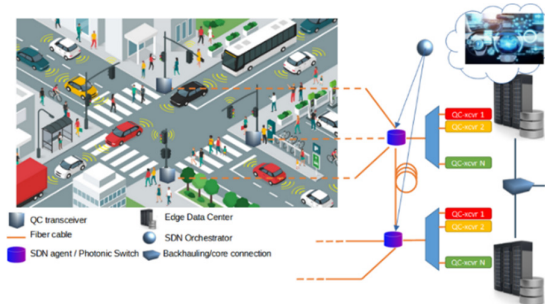 QC-xcvr 1
QC-xcvr 2
QC-xcvr N
QC-xcvr 1
QC-xcvr 2
QC-xcvr N
QC transceiver
Edge Data Center
Fiber cable
SDN Orchestrator
SDN agent / Photonic Switch
Backhauling/core connection